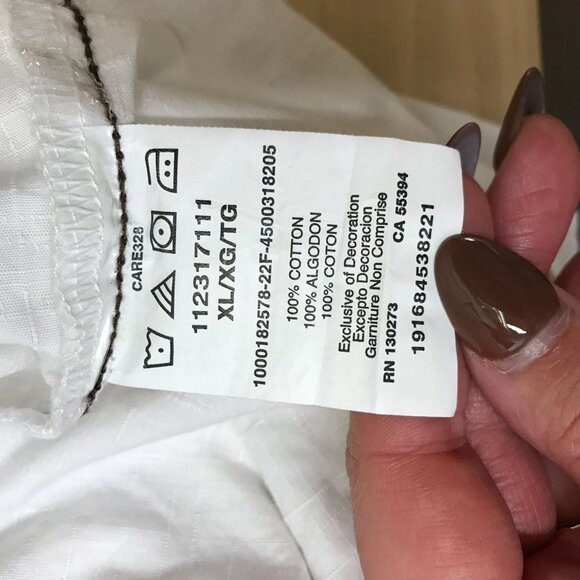 CARE328
112317111
XL/XG/TG
1000182578-22F-4500318205
100% COTTON
100% ALGODON
100% COTON
Exclusive of Decoration
Excepto Decoracion
Garniture Non Comprise
RN 130273 CA 55394
191684538221